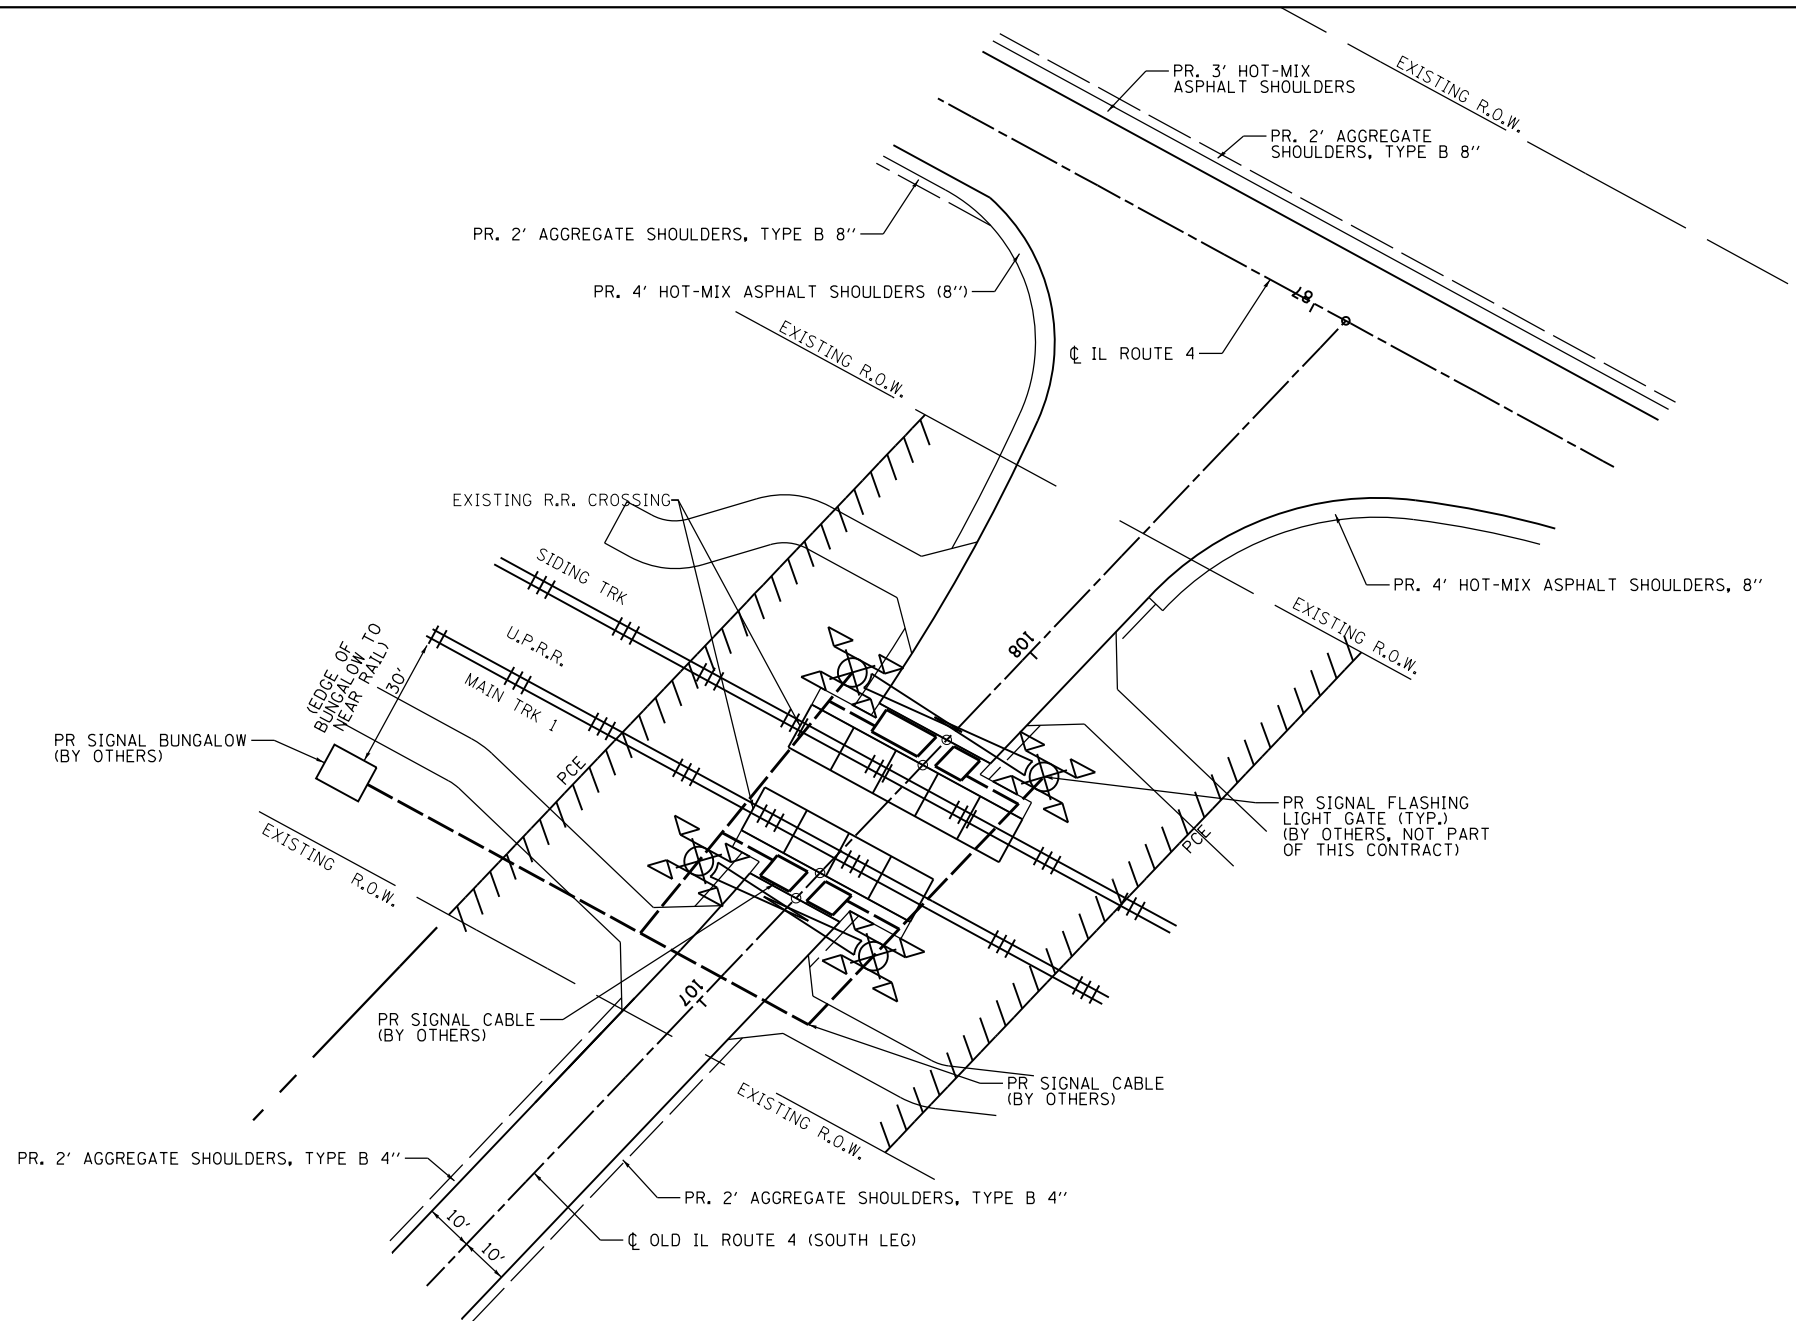 EXISTING R.O.W.
PR. 3' HOT-MIX
ASPHALT SHOULDERS
PR. 2' AGGREGATE
SHOULDERS, TYPE B 8"
PR. 2' AGGREGATE SHOULDERS, TYPE B 8"
PR. 4' HOT-MIX ASPHALT SHOULDERS (8")
87
EXISTING R.O.W.
℄ IL ROUTE 4
EXISTING R.R. CROSSING
SIDING TRK
PR. 4' HOT-MIX ASPHALT SHOULDERS, 8"
EXISTING R.O.W.
U.P.R.R.
108
(EDGE OF
BUNGALOW TO
NEAR RAIL)
30'
MAIN TRK 1
PR SIGNAL BUNGALOW
(BY OTHERS)
PCE
PR SIGNAL FLASHING
LIGHT GATE (TYP.)
(BY OTHERS, NOT PART
OF THIS CONTRACT)
PCE
EXISTING R.O.W.
107
PR SIGNAL CABLE
(BY OTHERS)
PR SIGNAL CABLE
(BY OTHERS)
EXISTING R.O.W.
PR. 2' AGGREGATE SHOULDERS, TYPE B 4"
PR. 2' AGGREGATE SHOULDERS, TYPE B 4"
10'
10'
℄ OLD IL ROUTE 4 (SOUTH LEG)